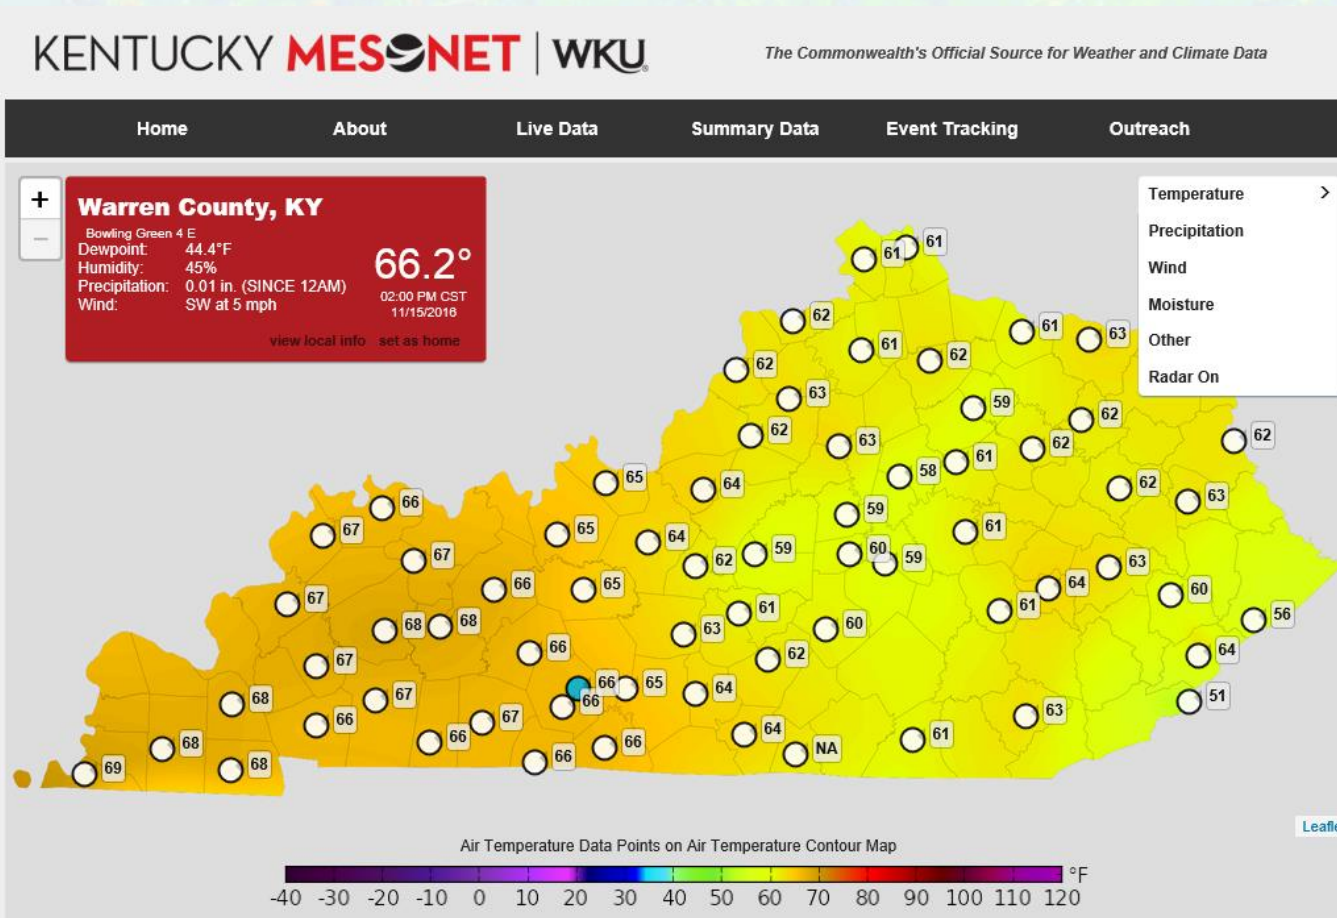 KENTUCKY MESONET | WKU
The Commonwealth's Official Source for Weather and Climate Data
Home About Live Data Summary Data Event Tracking Outreach
+
−
Warren County, KY
Bowling Green 4 E
Dewpoint: 44.4°F
Humidity: 45%
Precipitation: 0.01 in. (SINCE 12AM)
Wind: SW at 5 mph
66.2°
02:00 PM CST
11/15/2016
view local info set as home
Temperature >
Precipitation
Wind
Moisture
Other
Radar On
61 61
62
61 63
61
62
62
63
59
62
62
63
62
62
58 61
65
64
62
63
66
59
67
65
64
61
67
62 59
60 59
63
66
65
64
60
67
61
61
56
68 68
63
60
66
62
64
67
66 65
64
51
68
67
66
63
66
67
64
61
68
66
66
NA
69
68
66
Leafle
Air Temperature Data Points on Air Temperature Contour Map
°F
-40 -30 -20 -10 0 10 20 30 40 50 60 70 80 90 100 110 120